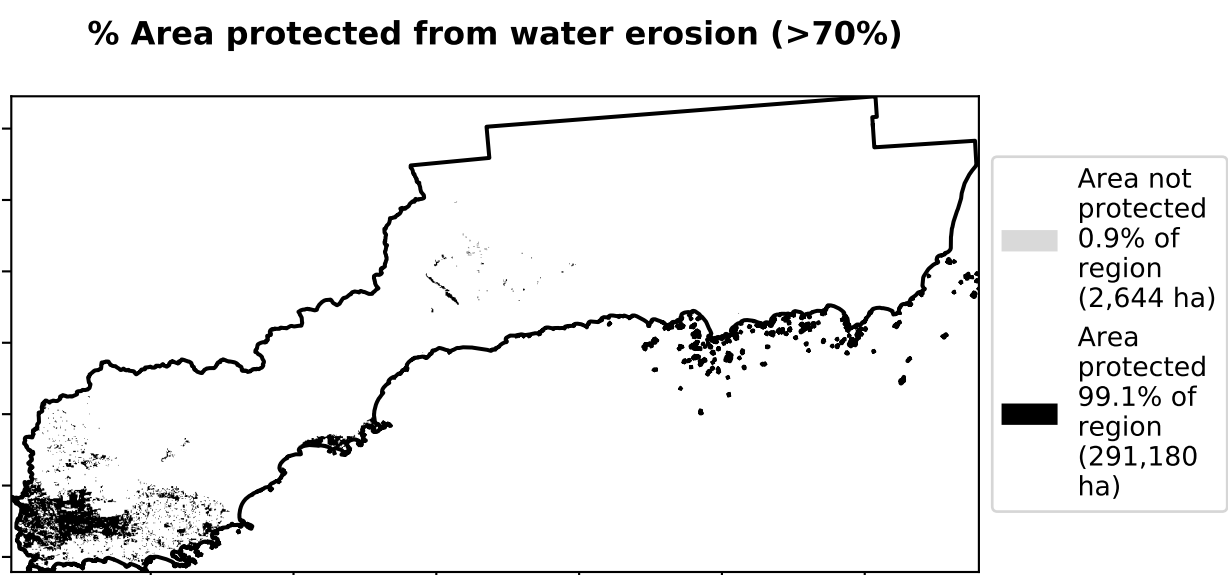 % Area protected from water erosion (>70%)
Area not
protected
0.9% of
region
(2,644 ha)
Area
protected
99.1% of
region
(291,180
ha)